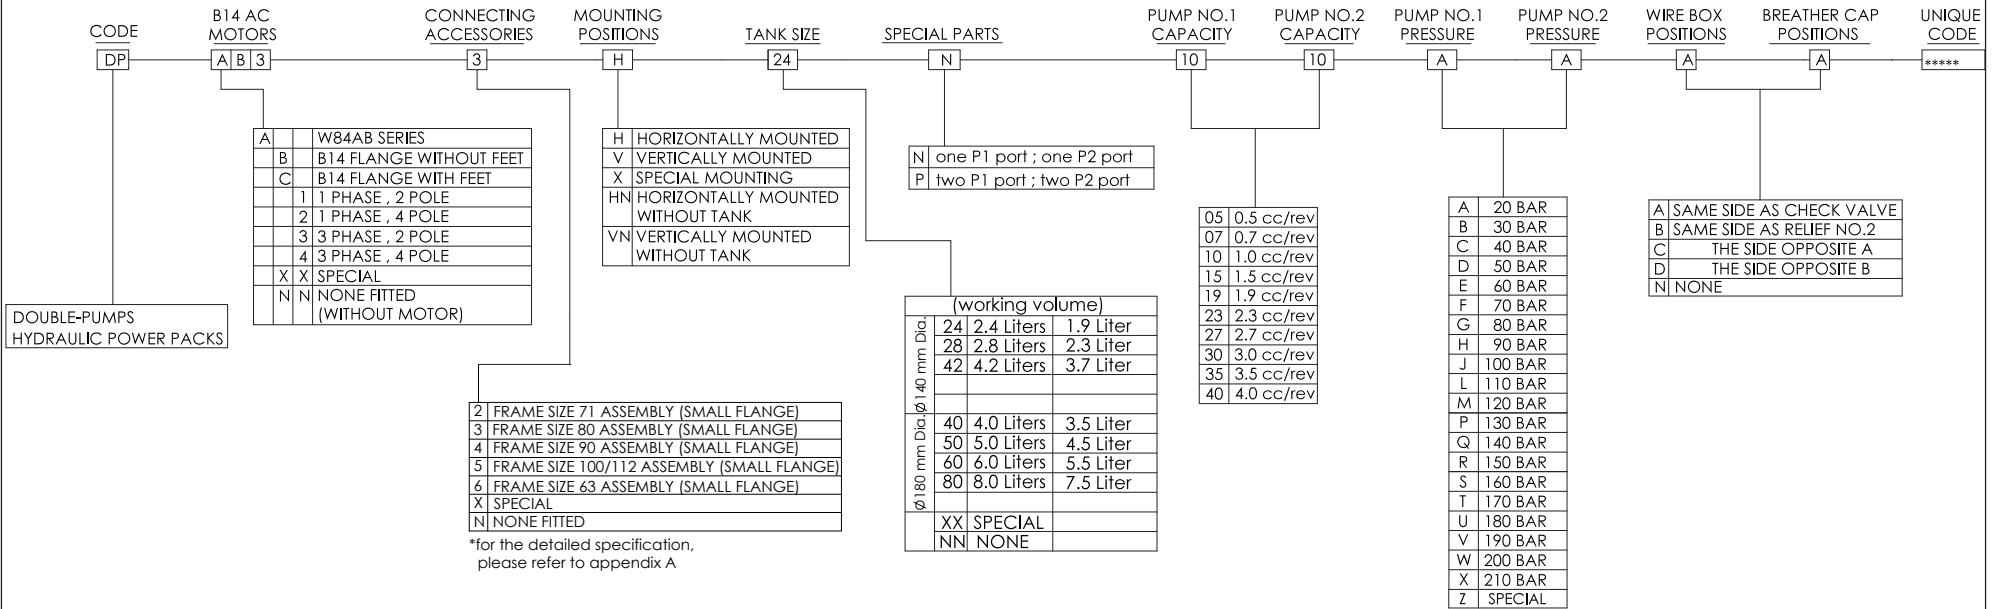 CODE
B14 AC
MOTORS
CONNECTING
ACCESSORIES
MOUNTING
POSITIONS
TANK SIZE
SPECIAL PARTS
PUMP NO.1
CAPACITY
PUMP NO.2
CAPACITY
PUMP NO.1
PRESSURE
PUMP NO.2
PRESSURE
WIRE BOX
POSITIONS
BREATHER CAP
POSITIONS
UNIQUE
CODE
DP
A B 3
3
H
24
N
10
10
A
A
A
A
*****
DOUBLE-PUMPS
HYDRAULIC POWER PACKS
A W84AB SERIES
B B14 FLANGE WITHOUT FEET
C B14 FLANGE WITH FEET
1 1 PHASE , 2 POLE
2 1 PHASE , 4 POLE
3 3 PHASE , 2 POLE
4 3 PHASE , 4 POLE
X X SPECIAL
N N NONE FITTED
(WITHOUT MOTOR)
2 FRAME SIZE 71 ASSEMBLY (SMALL FLANGE)
3 FRAME SIZE 80 ASSEMBLY (SMALL FLANGE)
4 FRAME SIZE 90 ASSEMBLY (SMALL FLANGE)
5 FRAME SIZE 100/112 ASSEMBLY (SMALL FLANGE)
6 FRAME SIZE 63 ASSEMBLY (SMALL FLANGE)
X SPECIAL
N NONE FITTED
*for the detailed specification,
please refer to appendix A
H HORIZONTALLY MOUNTED
V VERTICALLY MOUNTED
X SPECIAL MOUNTING
HN HORIZONTALLY MOUNTED
WITHOUT TANK
VN VERTICALLY MOUNTED
WITHOUT TANK
(working volume)
Ø140 mm Dia.
24 2.4 Liters 1.9 Liter
28 2.8 Liters 2.3 Liter
42 4.2 Liters 3.7 Liter
Ø180 mm Dia.
40 4.0 Liters 3.5 Liter
50 5.0 Liters 4.5 Liter
60 6.0 Liters 5.5 Liter
80 8.0 Liters 7.5 Liter
XX SPECIAL
NN NONE
N one P1 port ; one P2 port
P two P1 port ; two P2 port
05 0.5 cc/rev
07 0.7 cc/rev
10 1.0 cc/rev
15 1.5 cc/rev
19 1.9 cc/rev
23 2.3 cc/rev
27 2.7 cc/rev
30 3.0 cc/rev
35 3.5 cc/rev
40 4.0 cc/rev
A 20 BAR
B 30 BAR
C 40 BAR
D 50 BAR
E 60 BAR
F 70 BAR
G 80 BAR
H 90 BAR
J 100 BAR
L 110 BAR
M 120 BAR
P 130 BAR
Q 140 BAR
R 150 BAR
S 160 BAR
T 170 BAR
U 180 BAR
V 190 BAR
W 200 BAR
X 210 BAR
Z SPECIAL
A SAME SIDE AS CHECK VALVE
B SAME SIDE AS RELIEF NO.2
C THE SIDE OPPOSITE A
D THE SIDE OPPOSITE B
N NONE